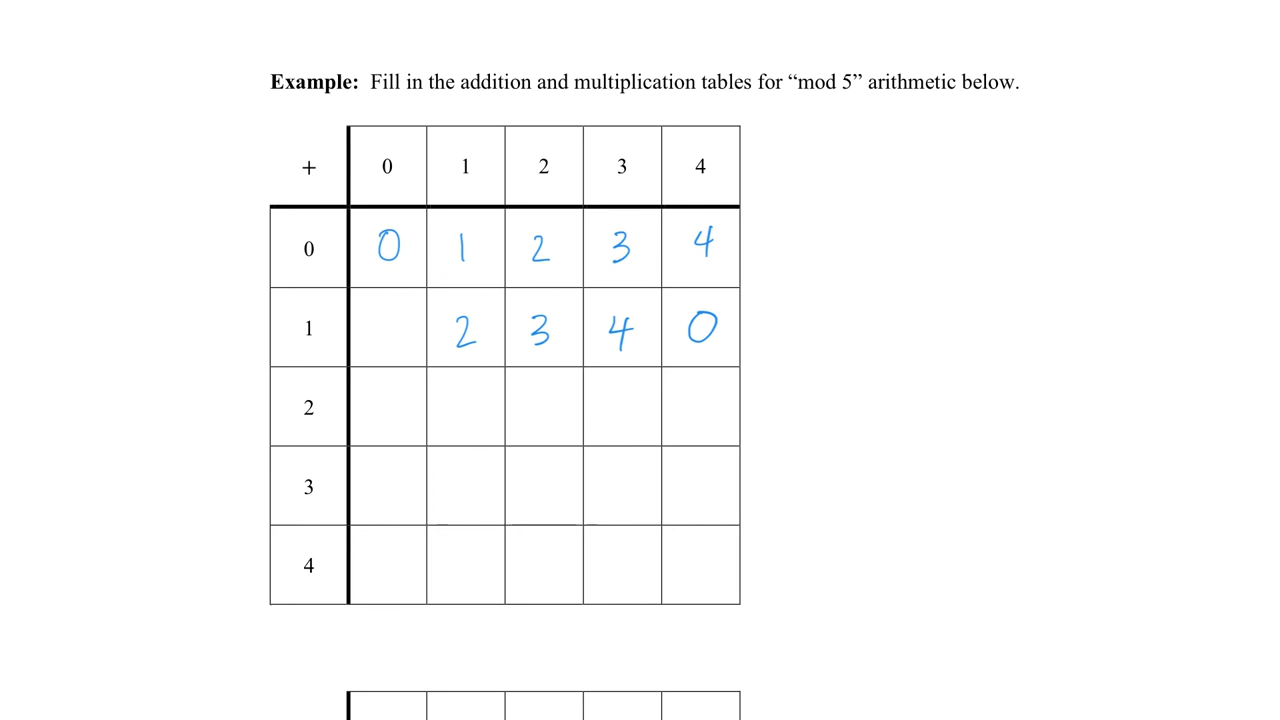 Example: Fill in the addition and multiplication tables for “mod 5” arithmetic below.
+ 0 1 2 3 4
0 0 1 2 3 4
1 2 3 4 0
2
3
4